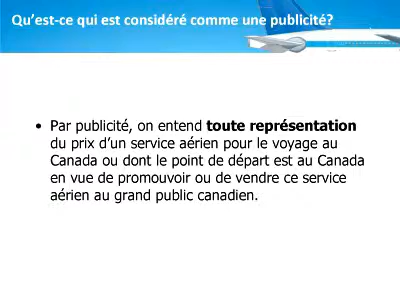 Qu’est-ce qui est considéré comme une publicité?
• Par publicité, on entend toute représentation
du prix d’un service aérien pour le voyage au
Canada ou dont le point de départ est au Canada
en vue de promouvoir ou de vendre ce service
aérien au grand public canadien.